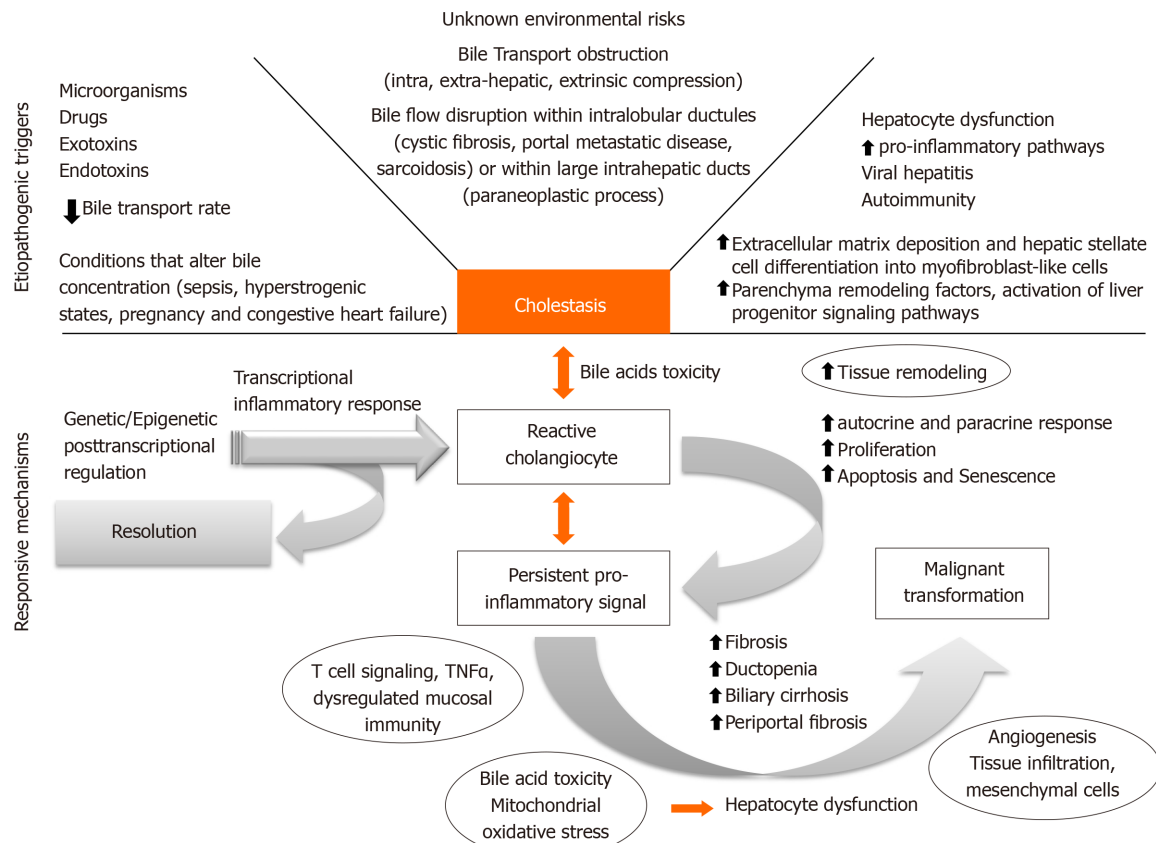 Unknown environmental risks
Bile Transport obstruction
(intra, extra-hepatic, extrinsic compression)
Bile flow disruption within intralobular ductules
(cystic fibrosis, portal metastatic disease,
sarcoidosis) or within large intrahepatic ducts
(paraneoplastic process)
Etiopathogenic triggers
Microorganisms
Drugs
Exotoxins
Endotoxins
Bile transport rate
Conditions that alter bile
concentration (sepsis, hyperstrogenic
states, pregnancy and congestive heart failure)
Hepatocyte dysfunction
pro-inflammatory pathways
Viral hepatitis
Autoimmunity
Extracellular matrix deposition and hepatic stellate
cell differentiation into myofibroblast-like cells
Parenchyma remodeling factors, activation of liver
progenitor signaling pathways
Cholestasis
Responsive mechanisms
Bile acids toxicity
Tissue remodeling
Transcriptional
inflammatory response
Genetic/Epigenetic
posttranscriptional
regulation
Reactive
cholangiocyte
autocrine and paracrine response
Proliferation
Apoptosis and Senescence
Resolution
Persistent pro-
inflammatory signal
Malignant
transformation
Fibrosis
Ductopenia
Biliary cirrhosis
Periportal fibrosis
T cell signaling, TNFα,
dysregulated mucosal
immunity
Angiogenesis
Tissue infiltration,
mesenchymal cells
Bile acid toxicity
Mitochondrial
oxidative stress
Hepatocyte dysfunction